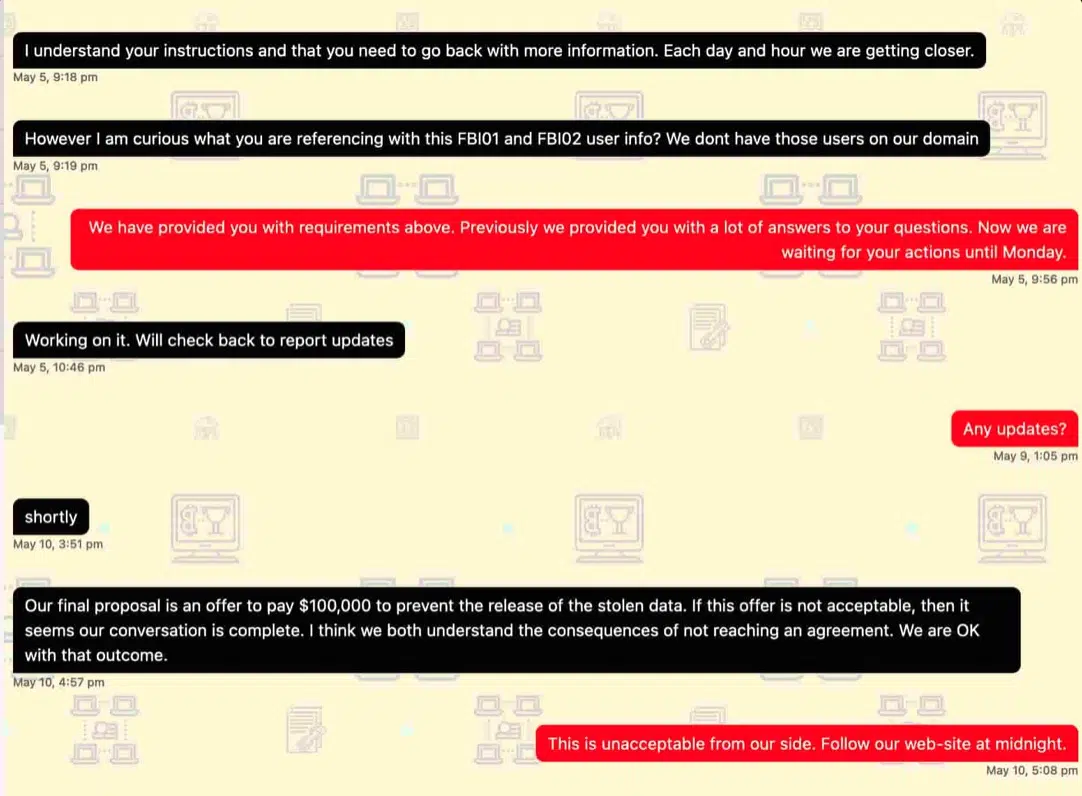 I understand your instructions and that you need to go back with more information. Each day and hour we are getting closer.
May 5, 9:18 pm
However I am curious what you are referencing with this FBI01 and FBI02 user info? We dont have those users on our domain
May 5, 9:19 pm
We have provided you with requirements above. Previously we provided you with a lot of answers to your questions. Now we are
waiting for your actions until Monday.
May 5, 9:56 pm
Working on it. Will check back to report updates
May 5, 10:46 pm
Any updates?
May 9, 1:05 pm
shortly
May 10, 3:51 pm
Our final proposal is an offer to pay $100,000 to prevent the release of the stolen data. If this offer is not acceptable, then it
seems our conversation is complete. I think we both understand the consequences of not reaching an agreement. We are OK
with that outcome.
May 10, 4:57 pm
This is unacceptable from our side. Follow our web-site at midnight.
May 10, 5:08 pm